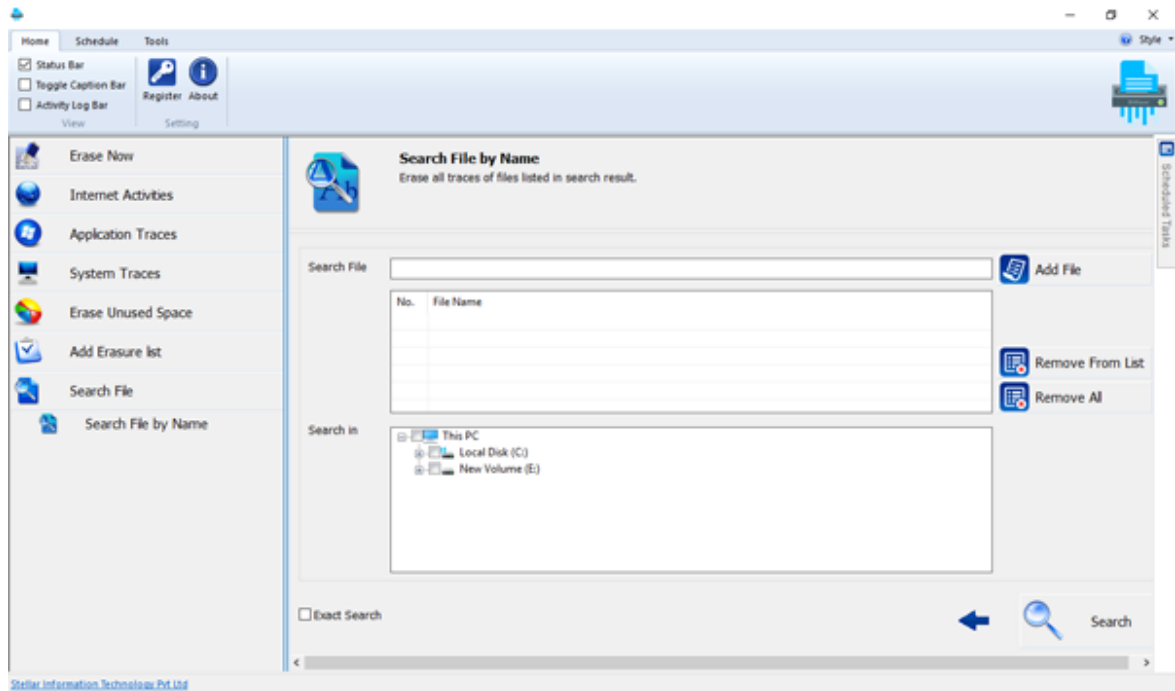 Home Schedule Tools
Style
Status Bar
Toggle Caption Bar
Activity Log Bar
Register About
View Setting
Erase Now
Internet Activities
Application Traces
System Traces
Erase Unused Space
Add Erasure list
Search File
Search File by Name
Search File by Name
Erase all traces of files listed in search result.
Search File
Add File
No. File Name
Remove From List
Remove All
Search in
This PC
Local Disk (C:)
New Volume (E:)
Exact Search
Search
Scheduled Tasks
Stellar Information Technology Pvt Ltd